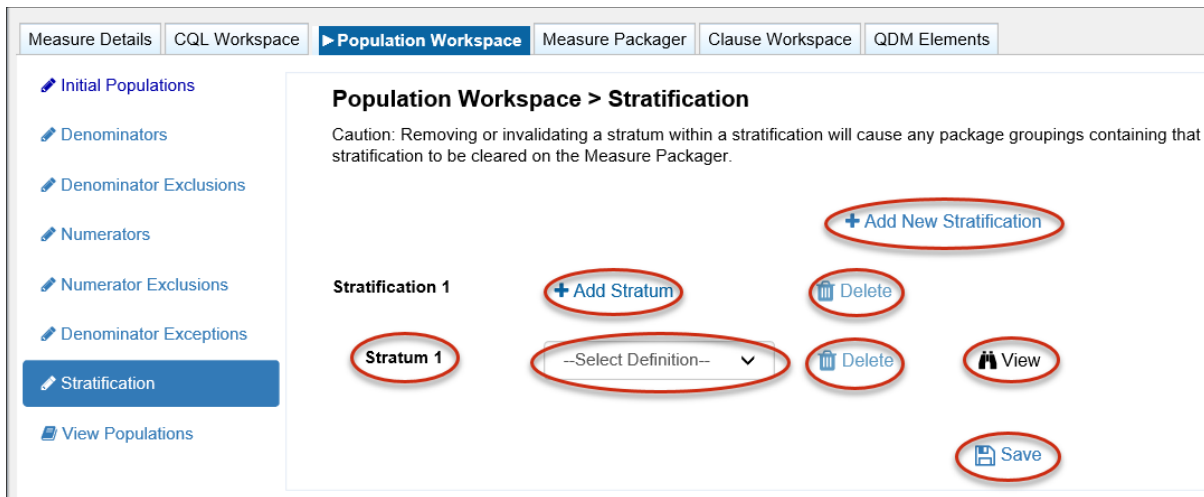 Measure Details CQL Workspace ►Population Workspace Measure Packager Clause Workspace QDM Elements
Initial Populations
Denominators
Denominator Exclusions
Numerators
Numerator Exclusions
Denominator Exceptions
Stratification
View Populations
Population Workspace > Stratification
Caution: Removing or invalidating a stratum within a stratification will cause any package groupings containing that
stratification to be cleared on the Measure Packager.
+ Add New Stratification
Stratification 1 + Add Stratum Delete
Stratum 1 --Select Definition-- Delete View
Save